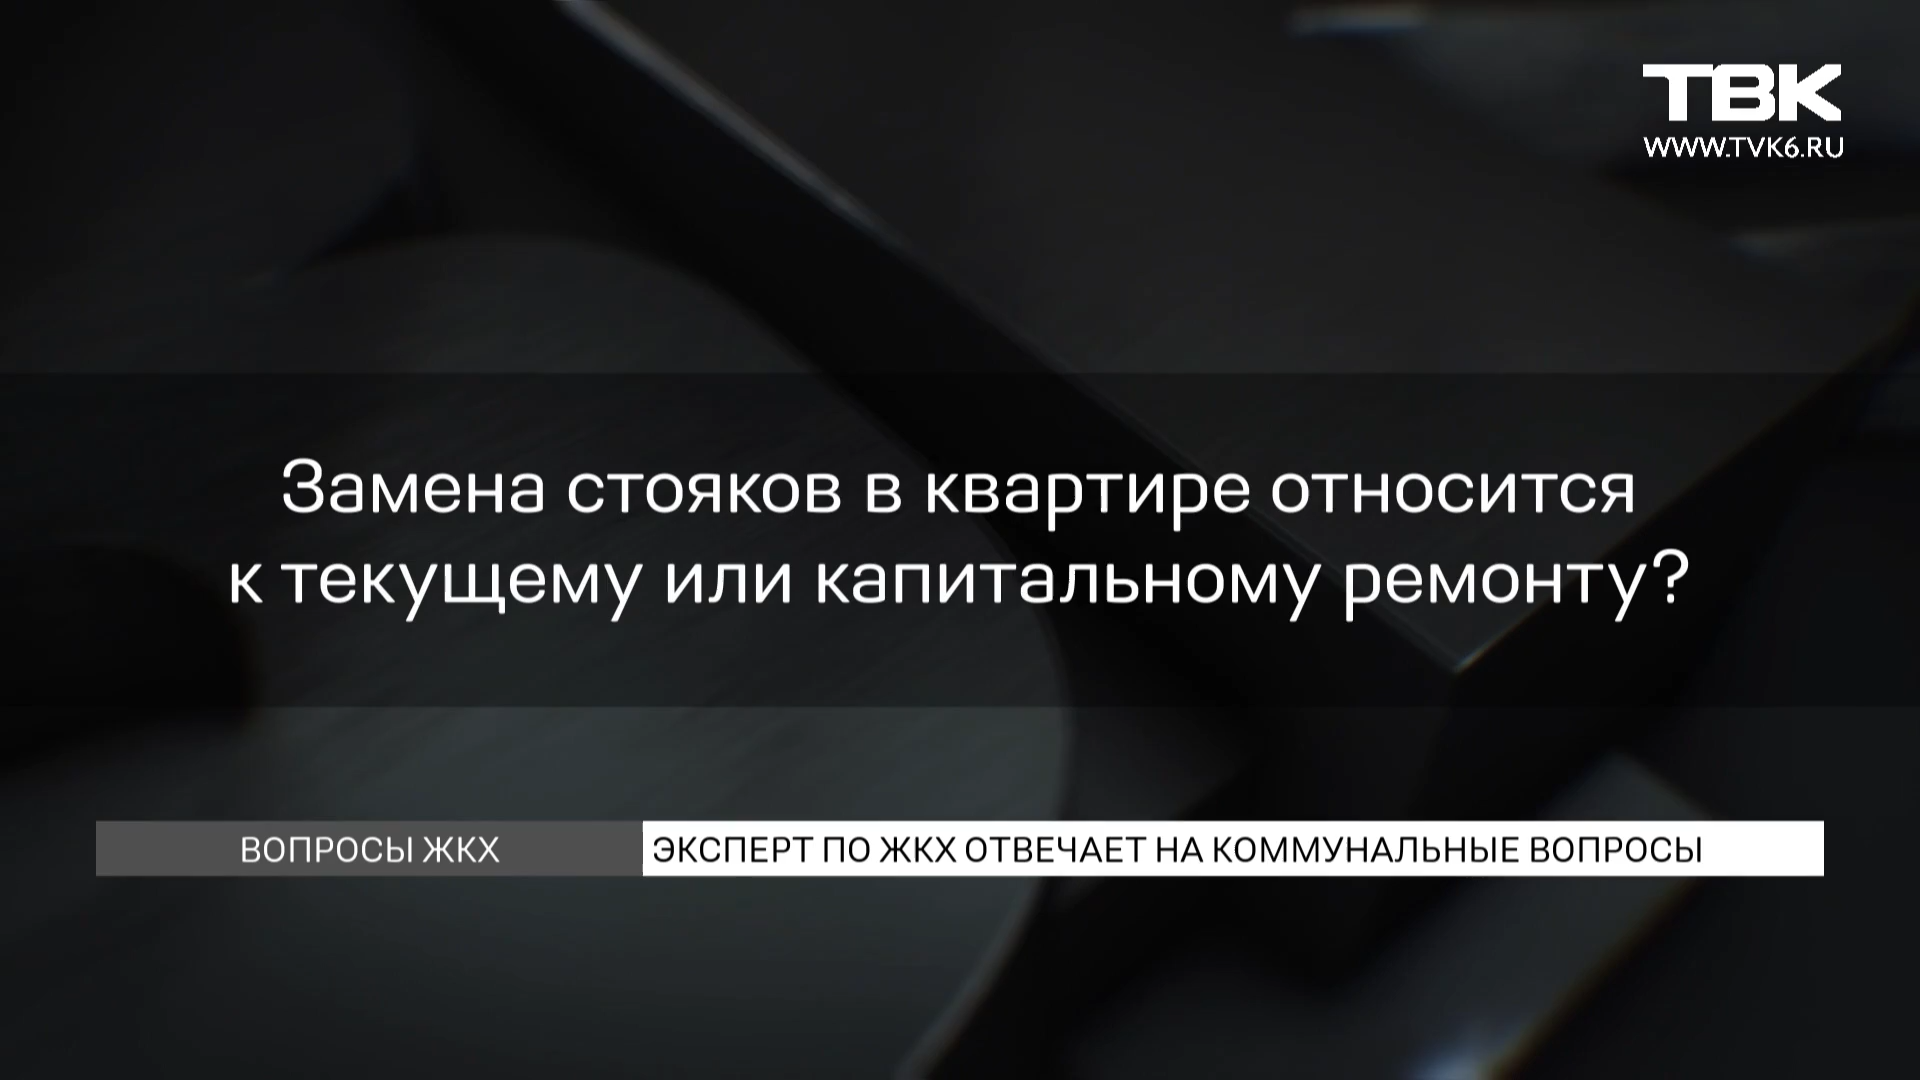 ТВК
WWW.TVK6.RU
Замена стояков в квартире относится
к текущему или капитальному ремонту?
ВОПРОСЫ ЖКХ
ЭКСПЕРТ ПО ЖКХ ОТВЕЧАЕТ НА КОММУНАЛЬНЫЕ ВОПРОСЫ